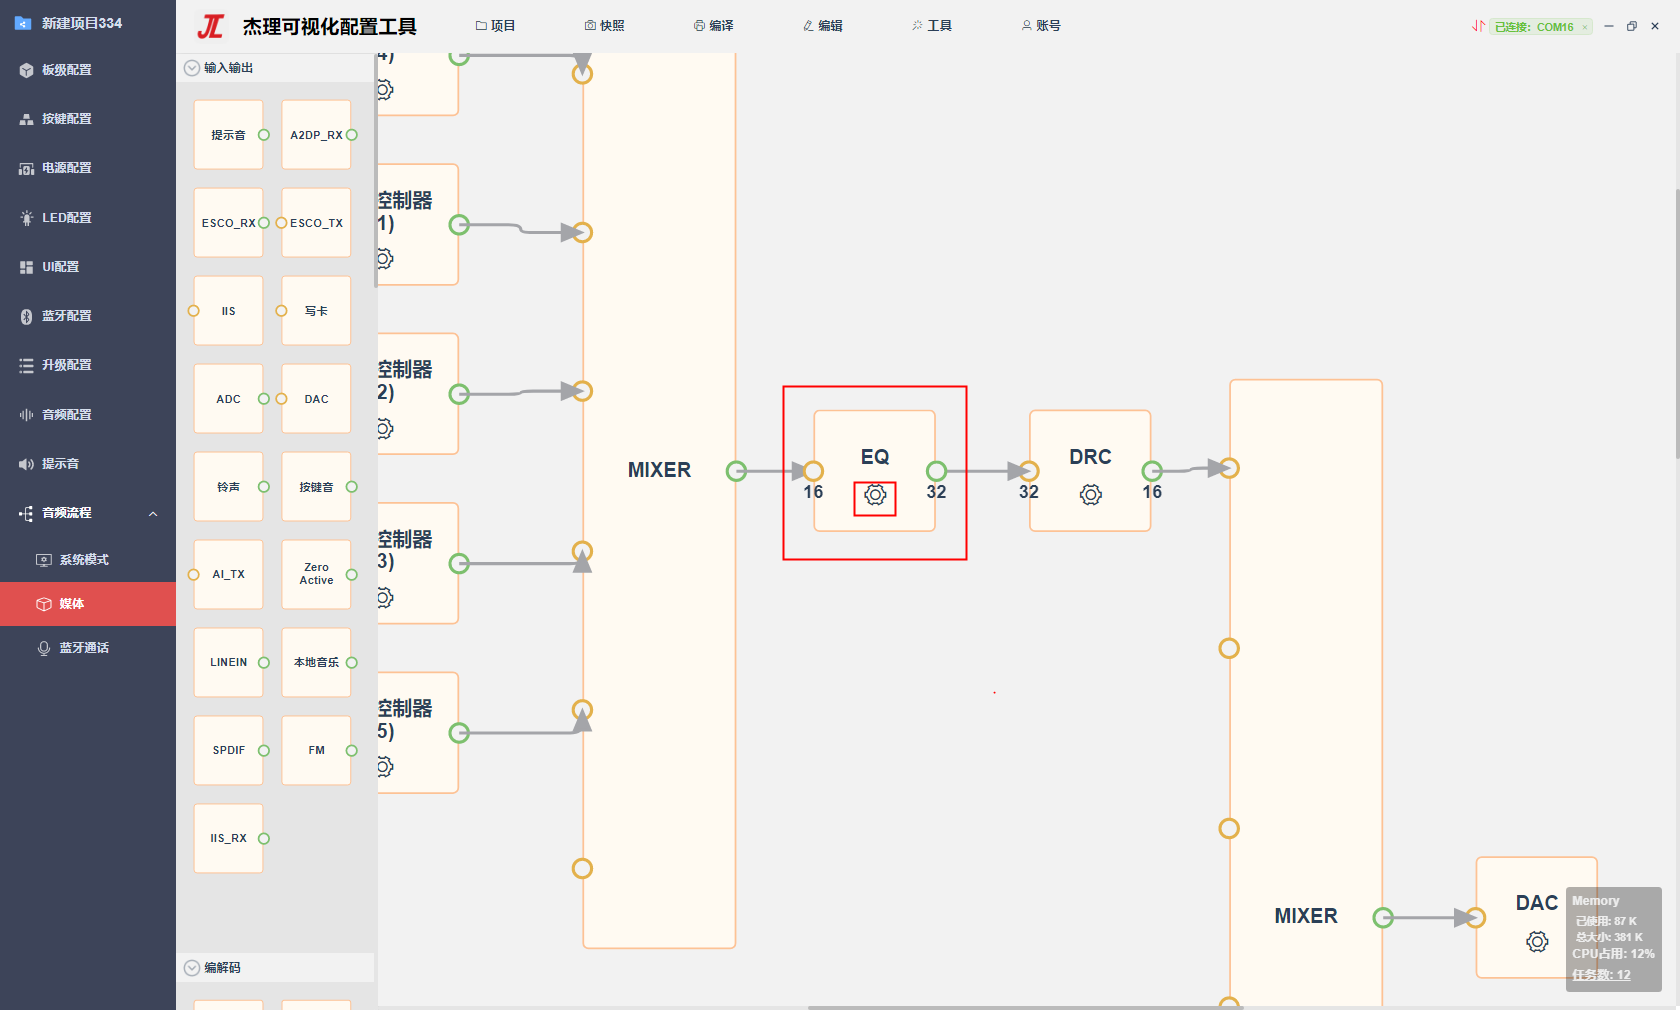 新建项目334
杰理可视化配置工具
项目
快照
编译
编辑
工具
账号
已连接: COM16 ×
板级配置
按键配置
电源配置
LED配置
UI配置
蓝牙配置
升级配置
音频配置
提示音
音频流程
系统模式
媒体
蓝牙通话
输入输出
提示音
A2DP_RX
ESCO_RX
ESCO_TX
IIS
写卡
ADC
DAC
铃声
按键音
AI_TX
Zero
Active
LINEIN
本地音乐
SPDIF
FM
IIS_RX
编解码
4)
控制器
1)
控制器
2)
控制器
3)
控制器
5)
MIXER
EQ
16
32
DRC
32
16
MIXER
DAC
Memory
已使用: 87 K
总大小: 381 K
CPU占用: 12%
任务数: 12